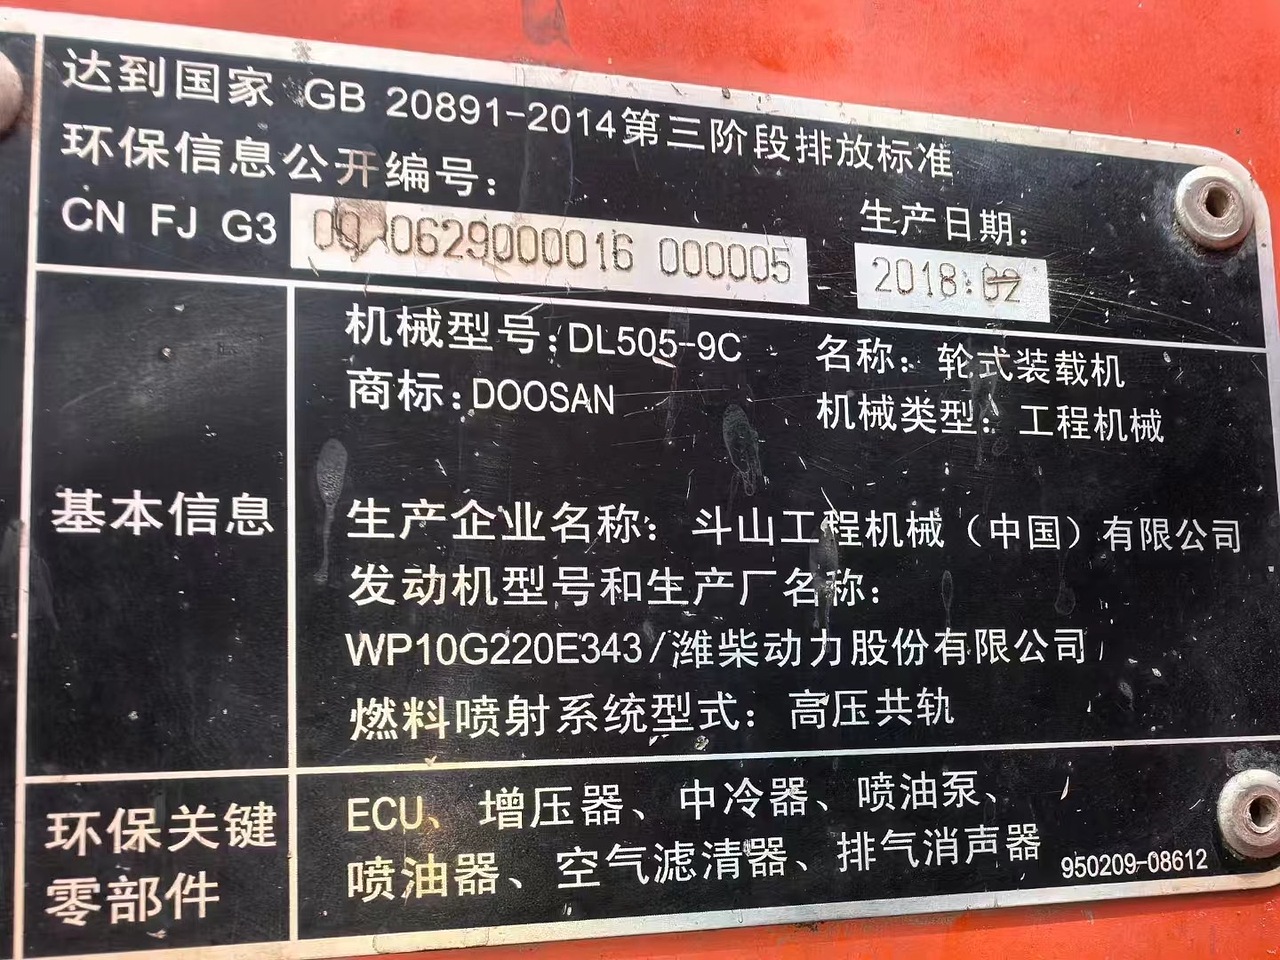 达到国家 GB 20891-2014第三阶段排放标准
环保信息公开编号：
CN FJ G3 0629000016 000005
生产日期：
2018.02
基本信息
机械型号：DL505-9C 名称：轮式装载机
商标：DOOSAN 机械类型：工程机械
生产企业名称：斗山工程机械（中国）有限公司
发动机型号和生产厂名称：
WP10G220E343/潍柴动力股份有限公司
燃料喷射系统型式：高压共轨
环保关键
零部件
ECU、增压器、中冷器、喷油泵、
喷油器、空气滤清器、排气消声器
950209-08612